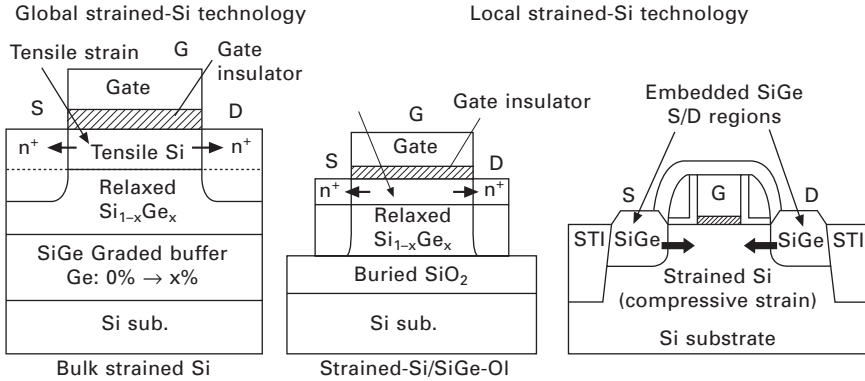 Global strained-Si technology
Local strained-Si technology
Tensile strain
G
Gate
insulator
Gate
S
D
n+
Tensile Si
n+
Relaxed
Si1–xGex
SiGe Graded buffer
Ge: 0% → x%
Si sub.
Bulk strained Si
G
Gate insulator
Gate
S
D
n+
n+
Relaxed
Si1–xGex
Buried SiO2
Si sub.
Strained-Si/SiGe-OI
Embedded SiGe
S/D regions
S
G
D
STI
SiGe
SiGe
STI
Strained Si
(compressive strain)
Si substrate